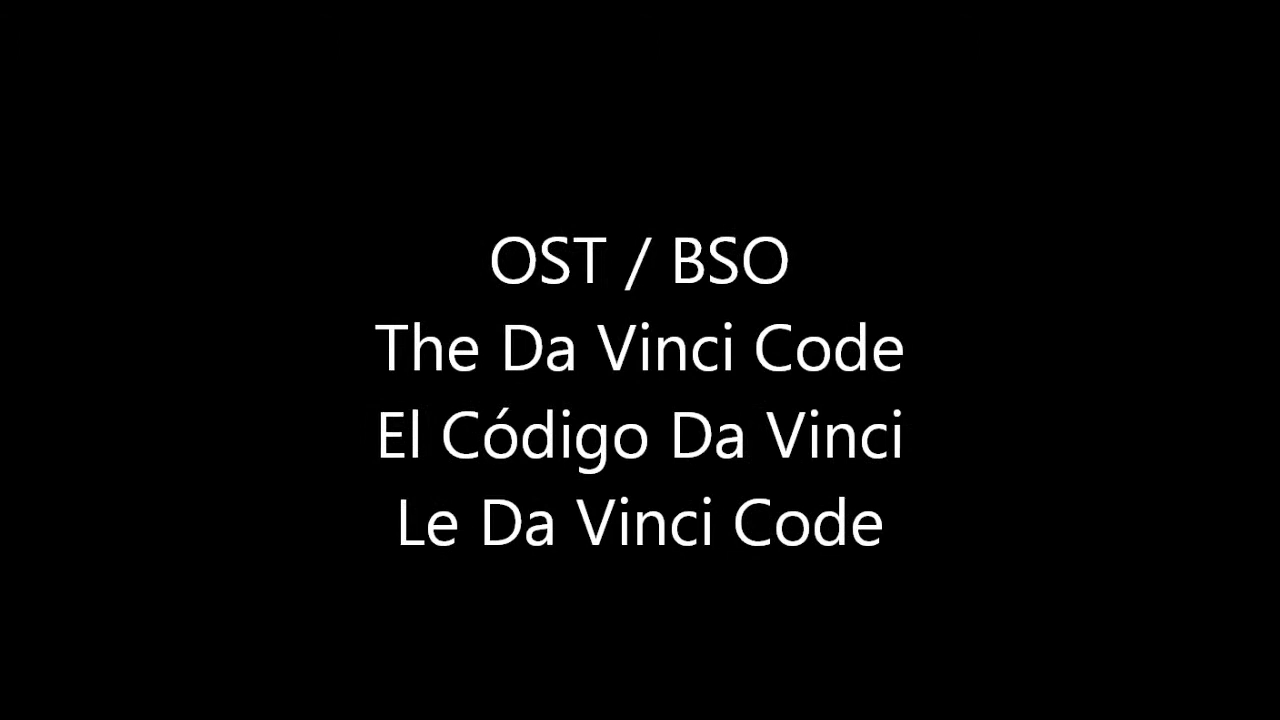 OST / BSO
The Da Vinci Code
El Código Da Vinci
Le Da Vinci Code